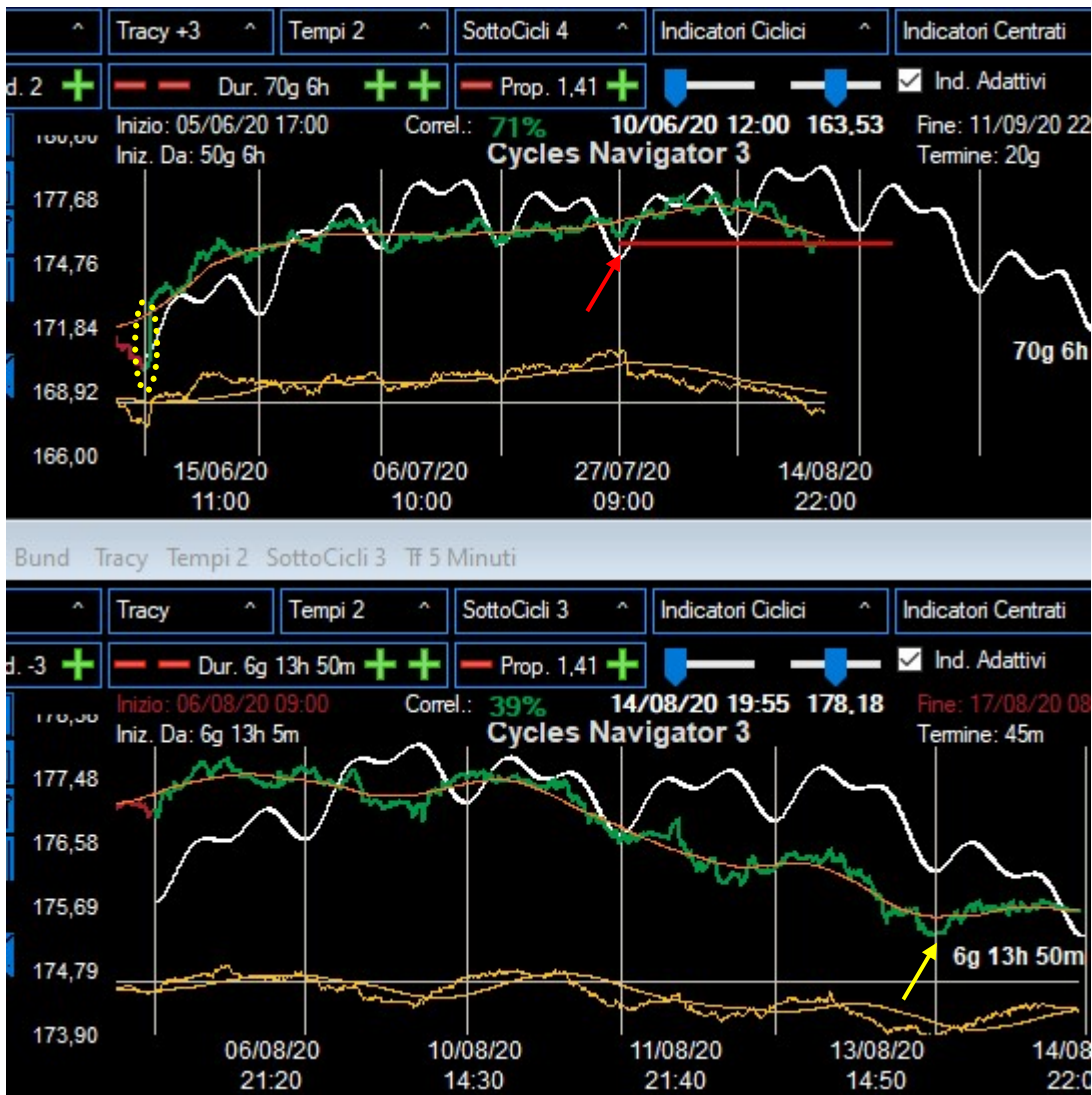 ^ Tracy +3 ^ Tempi 2 ^ SottoCicli 4 ^ Indicatori Ciclici ^ Indicatori Centrati
d. 2 Dur. 70g 6h Prop. 1,41 Ind. Adattivi
Inizio: 05/06/20 17:00 Correl.: 71% 10/06/20 12:00 163,53 Fine: 11/09/20 22
Iniz. Da: 50g 6h Cycles Navigator 3 Termine: 20g
177,68
174,76
171,84
70g 6h
168,92
166,00
15/06/20 06/07/20 27/07/20 14/08/20
11:00 10:00 09:00 22:00
Bund Tracy Tempi 2 SottoCicli 3 Tf 5 Minuti
^ Tracy ^ Tempi 2 ^ SottoCicli 3 ^ Indicatori Ciclici ^ Indicatori Centrati
d. -3 Dur. 6g 13h 50m Prop. 1,41 Ind. Adattivi
Inizio: 06/08/20 09:00 Correl.: 39% 14/08/20 19:55 178,18 Fine: 17/08/20 08
Iniz. Da: 6g 13h 5m Cycles Navigator 3 Termine: 45m
177,48
176,58
175,69
6g 13h 50m
174,79
173,90
06/08/20 10/08/20 11/08/20 13/08/20 14/08
21:20 14:30 21:40 14:50 22:0